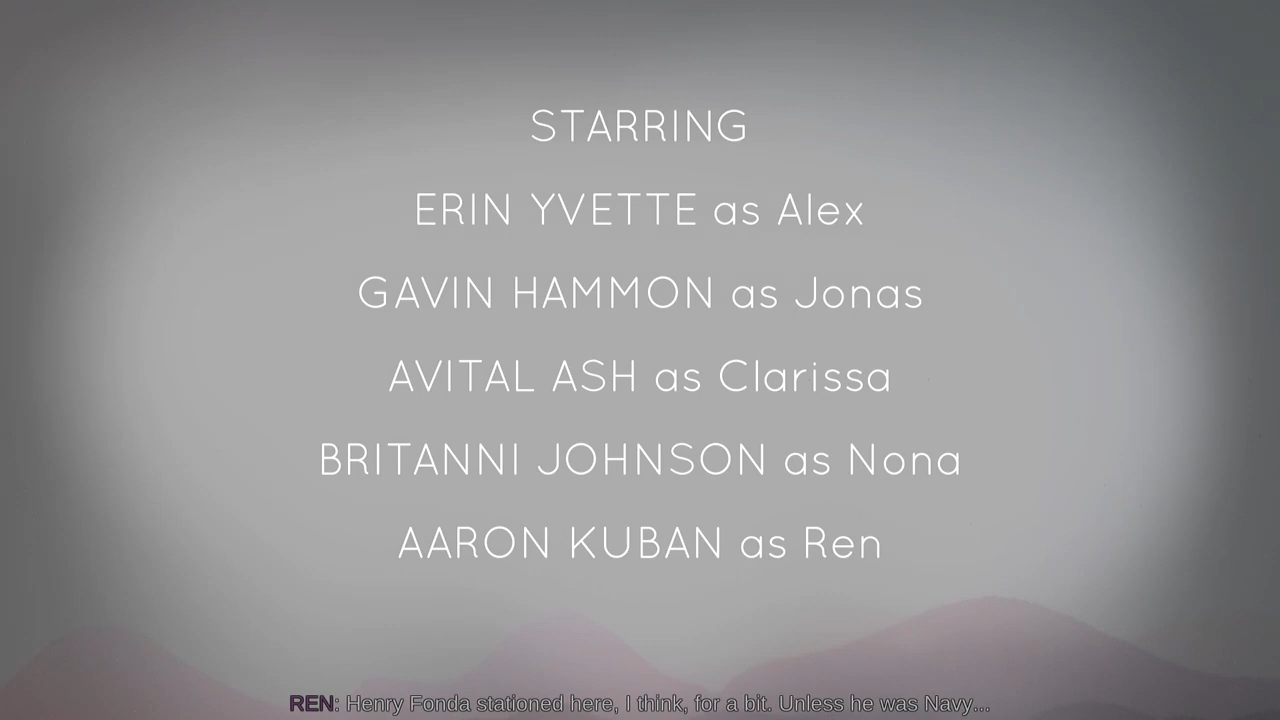 STARRING
ERIN YVETTE as Alex
GAVIN HAMMON as Jonas
AVITAL ASH as Clarissa
BRITANNI JOHNSON as Nona
AARON KUBAN as Ren
REN: Henry Fonda stationed here, I think, for a bit. Unless he was Navy...